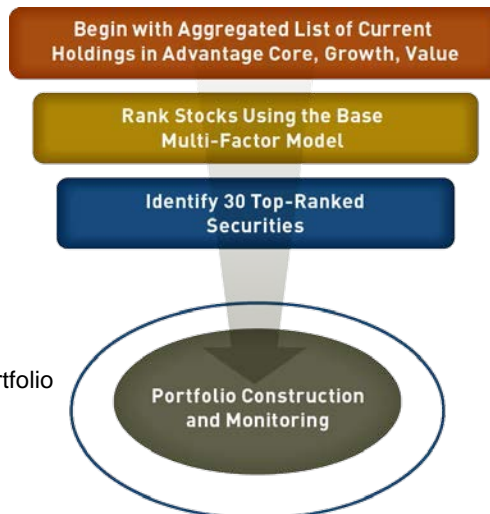 Begin with Aggregated List of Current
Holdings in Advantage Core, Growth, Value
Rank Stocks Using the Base
Multi-Factor Model
Identify 30 Top-Ranked
Securities
rtfolio
Portfolio Construction
and Monitoring